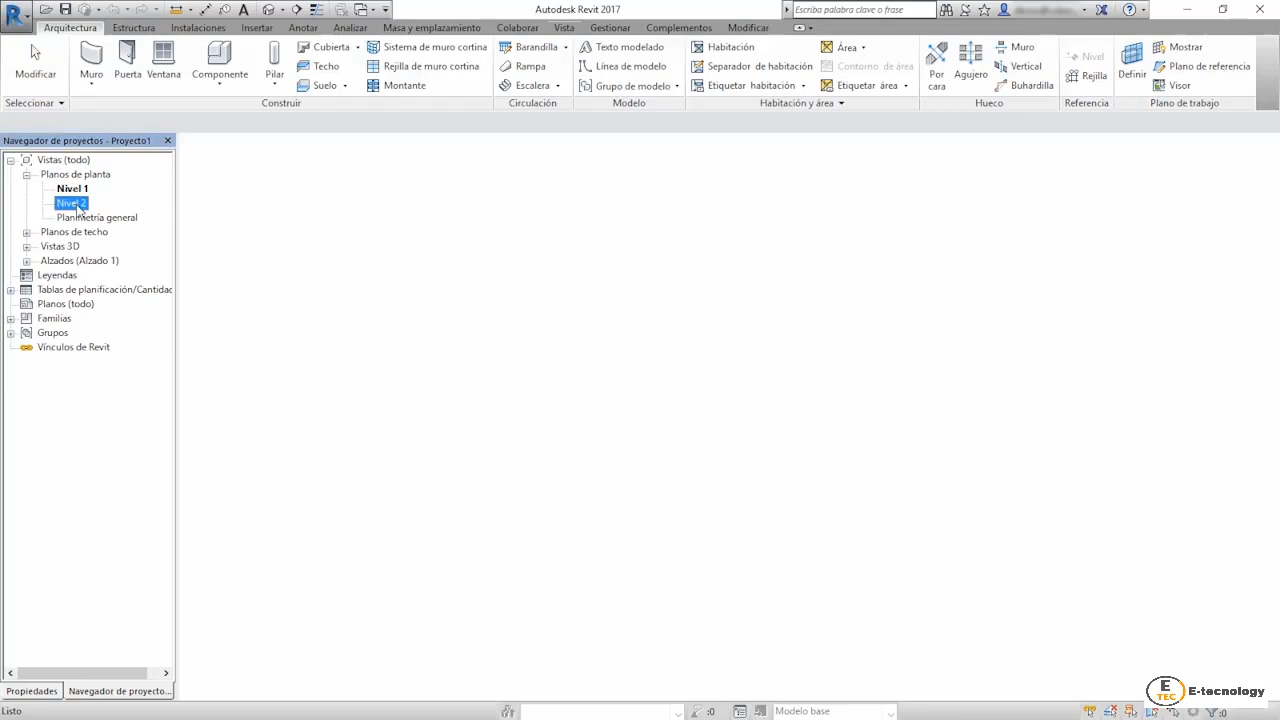 Autodesk Revit 2017
Escriba palabra clave o frase
Arquitectura Estructura Instalaciones Insertar Anotar Analizar Masa y emplazamiento Colaborar Vista Gestionar Complementos Modificar
Modificar
Seleccionar
Muro Puerta Ventana Componente Pilar
Cubierta
Techo
Suelo
Sistema de muro cortina
Rejilla de muro cortina
Montante
Construir
Barandilla
Rampa
Escalera
Circulación
Texto modelado
Línea de modelo
Grupo de modelo
Modelo
Habitación
Separador de habitación
Etiquetar habitación
Área
Contorno de área
Etiquetar área
Habitación y área
Por cara
Agujero
Muro
Vertical
Buhardilla
Hueco
Nivel
Rejilla
Referencia
Definir
Mostrar
Plano de referencia
Visor
Plano de trabajo
Navegador de proyectos - Proyecto1
Vistas (todo)
Planos de planta
Nivel 1
Nivel 2
Planimetría general
Planos de techo
Vistas 3D
Alzados (Alzado 1)
Leyendas
Tablas de planificación/Cantidad
Planos (todo)
Familias
Grupos
Vínculos de Revit
Propiedades Navegador de proyecto...
Listo
:0
Modelo base
:0
E
TEC
E-tecnology